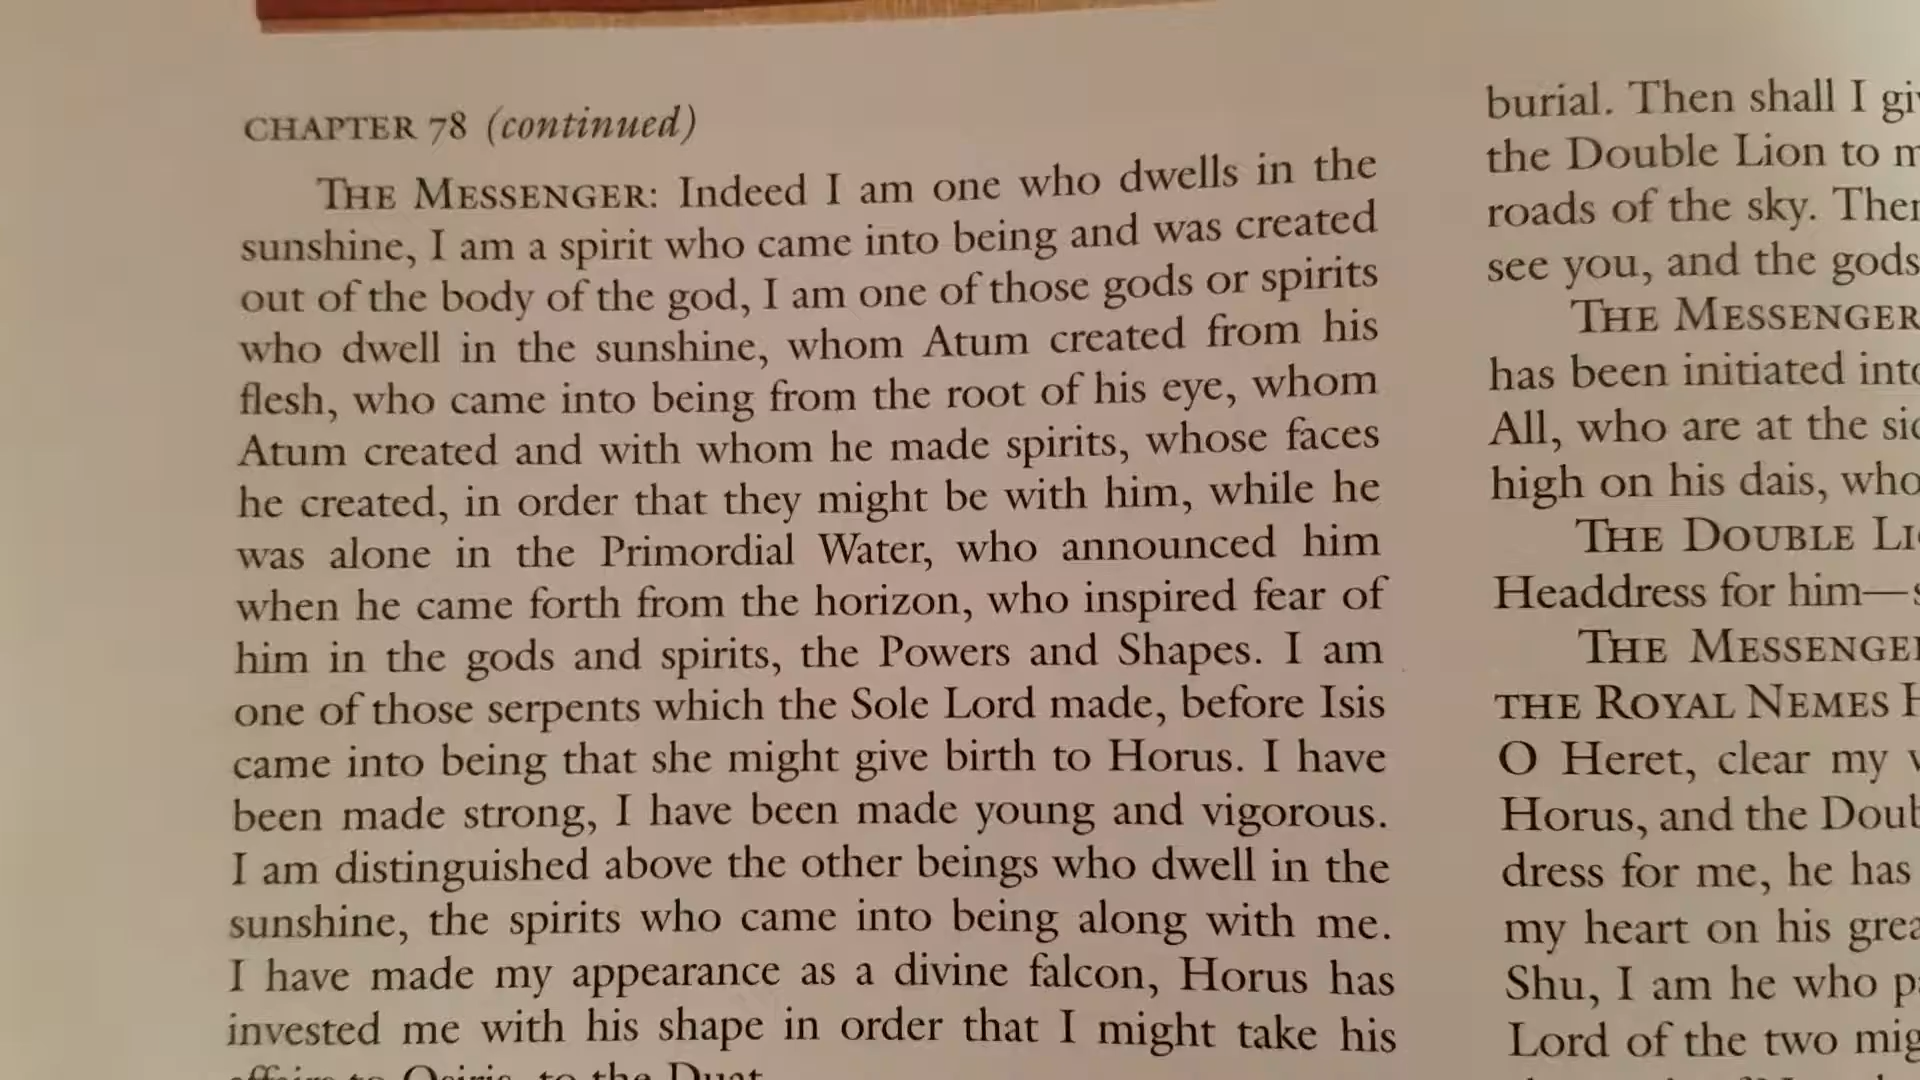 CHAPTER 78 (continued)
THE MESSENGER: Indeed I am one who dwells in the
sunshine, I am a spirit who came into being and was created
out of the body of the god, I am one of those gods or spirits
who dwell in the sunshine, whom Atum created from his
flesh, who came into being from the root of his eye, whom
Atum created and with whom he made spirits, whose faces
he created, in order that they might be with him, while he
was alone in the Primordial Water, who announced him
when he came forth from the horizon, who inspired fear of
him in the gods and spirits, the Powers and Shapes. I am
one of those serpents which the Sole Lord made, before Isis
came into being that she might give birth to Horus. I have
been made strong, I have been made young and vigorous.
I am distinguished above the other beings who dwell in the
sunshine, the spirits who came into being along with me.
I have made my appearance as a divine falcon, Horus has
invested me with his shape in order that I might take his
affairs to Osiris, to the Duat.
burial. Then shall I
the Double Lion to
roads of the sky.
see you, and the gods
THE MESSENGER
has been initiated
All, who are at the
high on his dais, who
THE DOUBLE
Headdress for him—
THE
THE ROYAL NEMES
O Heret, clear my
Horus, and the
dress for me, he has
my heart on his
Shu, I am he who
Lord of the two